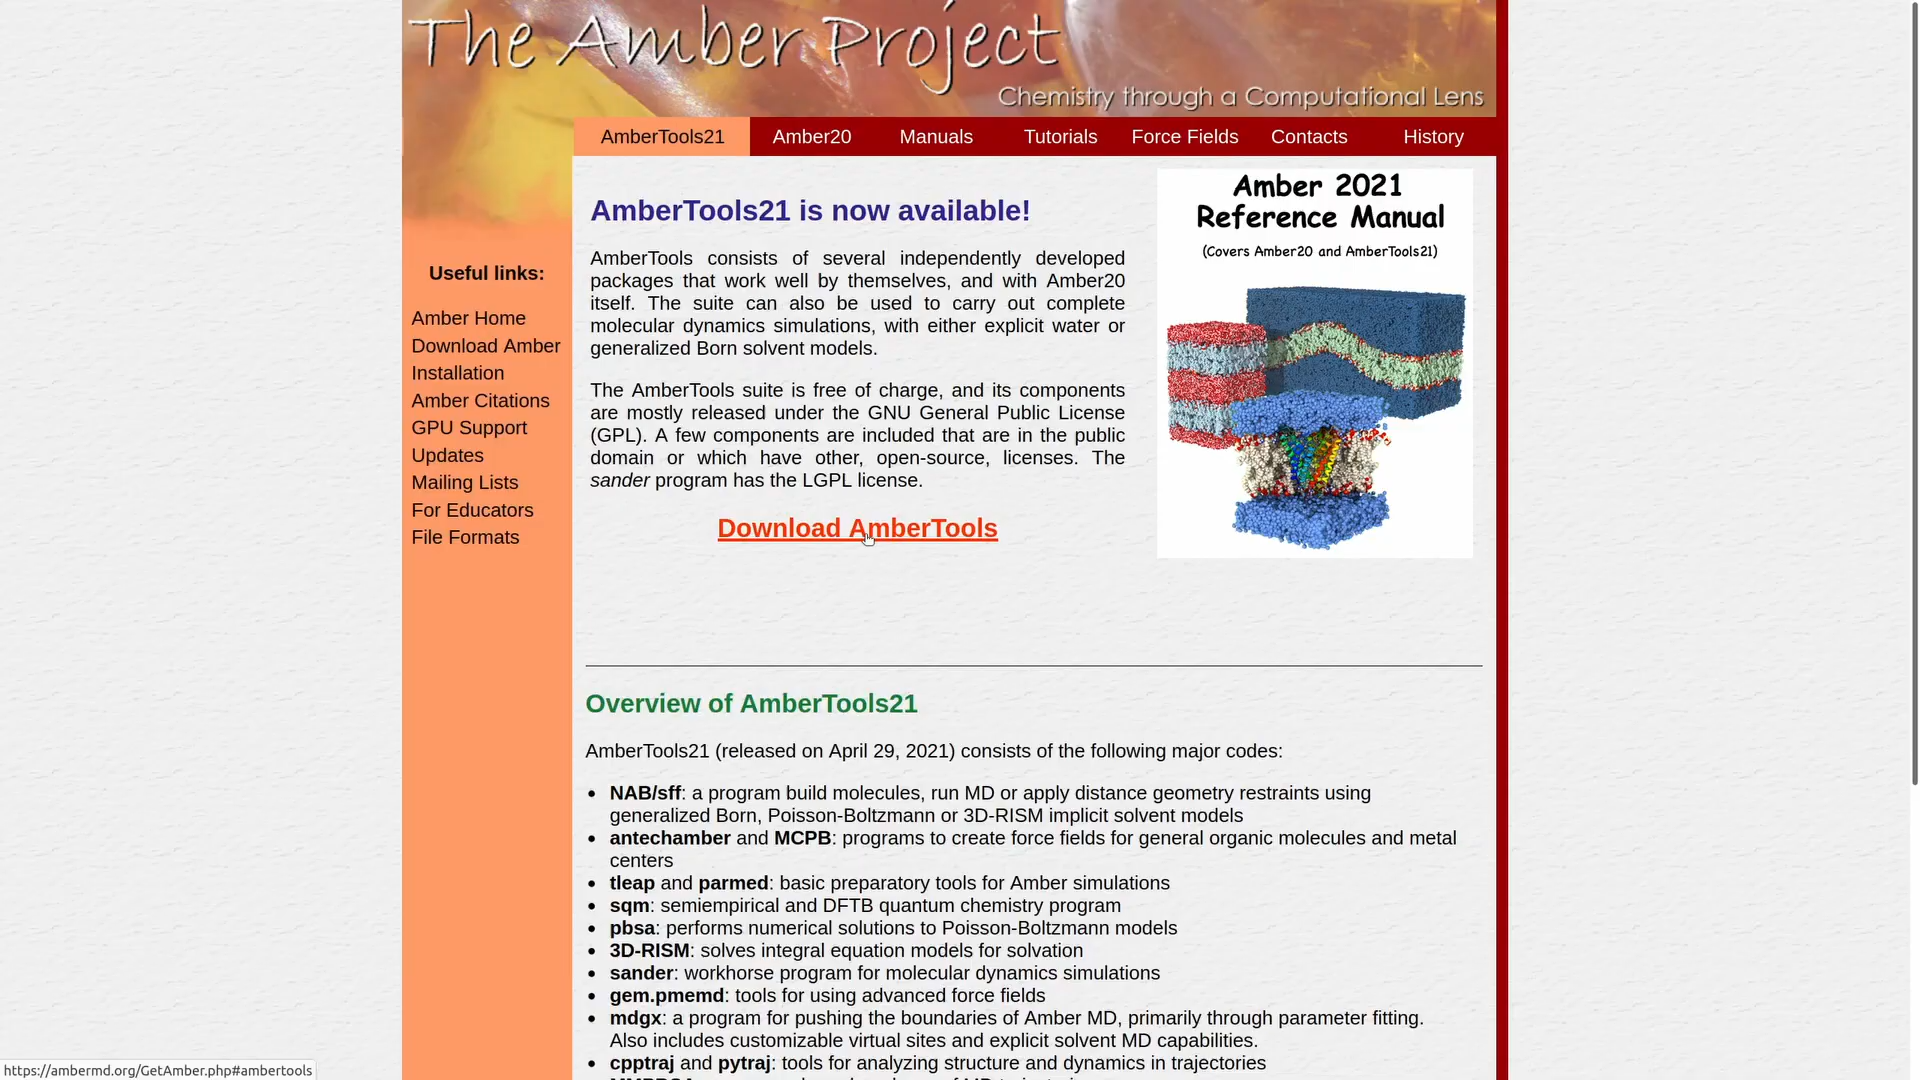 The Amber Project
Chemistry through a Computational Lens
AmberTools21 Amber20 Manuals Tutorials Force Fields Contacts History
Useful links:
Amber Home
Download Amber
Installation
Amber Citations
GPU Support
Updates
Mailing Lists
For Educators
File Formats
AmberTools21 is now available!
AmberTools consists of several independently developed
packages that work well by themselves, and with Amber20
itself. The suite can also be used to carry out complete
molecular dynamics simulations, with either explicit water or
generalized Born solvent models.
The AmberTools suite is free of charge, and its components
are mostly released under the GNU General Public License
(GPL). A few components are included that are in the public
domain or which have other, open-source, licenses. The
sander program has the LGPL license.
Download AmberTools
Amber 2021
Reference Manual
(Covers Amber20 and AmberTools21)
Overview of AmberTools21
AmberTools21 (released on April 29, 2021) consists of the following major codes:
NAB/sff: a program build molecules, run MD or apply distance geometry restraints using
generalized Born, Poisson-Boltzmann or 3D-RISM implicit solvent models
antechamber and MCPB: programs to create force fields for general organic molecules and metal
centers
tleap and parmed: basic preparatory tools for Amber simulations
sqm: semiempirical and DFTB quantum chemistry program
pbsa: performs numerical solutions to Poisson-Boltzmann models
3D-RISM: solves integral equation models for solvation
sander: workhorse program for molecular dynamics simulations
gem.pmemd: tools for using advanced force fields
mdgx: a program for pushing the boundaries of Amber MD, primarily through parameter fitting.
Also includes customizable virtual sites and explicit solvent MD capabilities.
cpptraj and pytraj: tools for analyzing structure and dynamics in trajectories
https://ambermd.org/GetAmber.php#ambertools